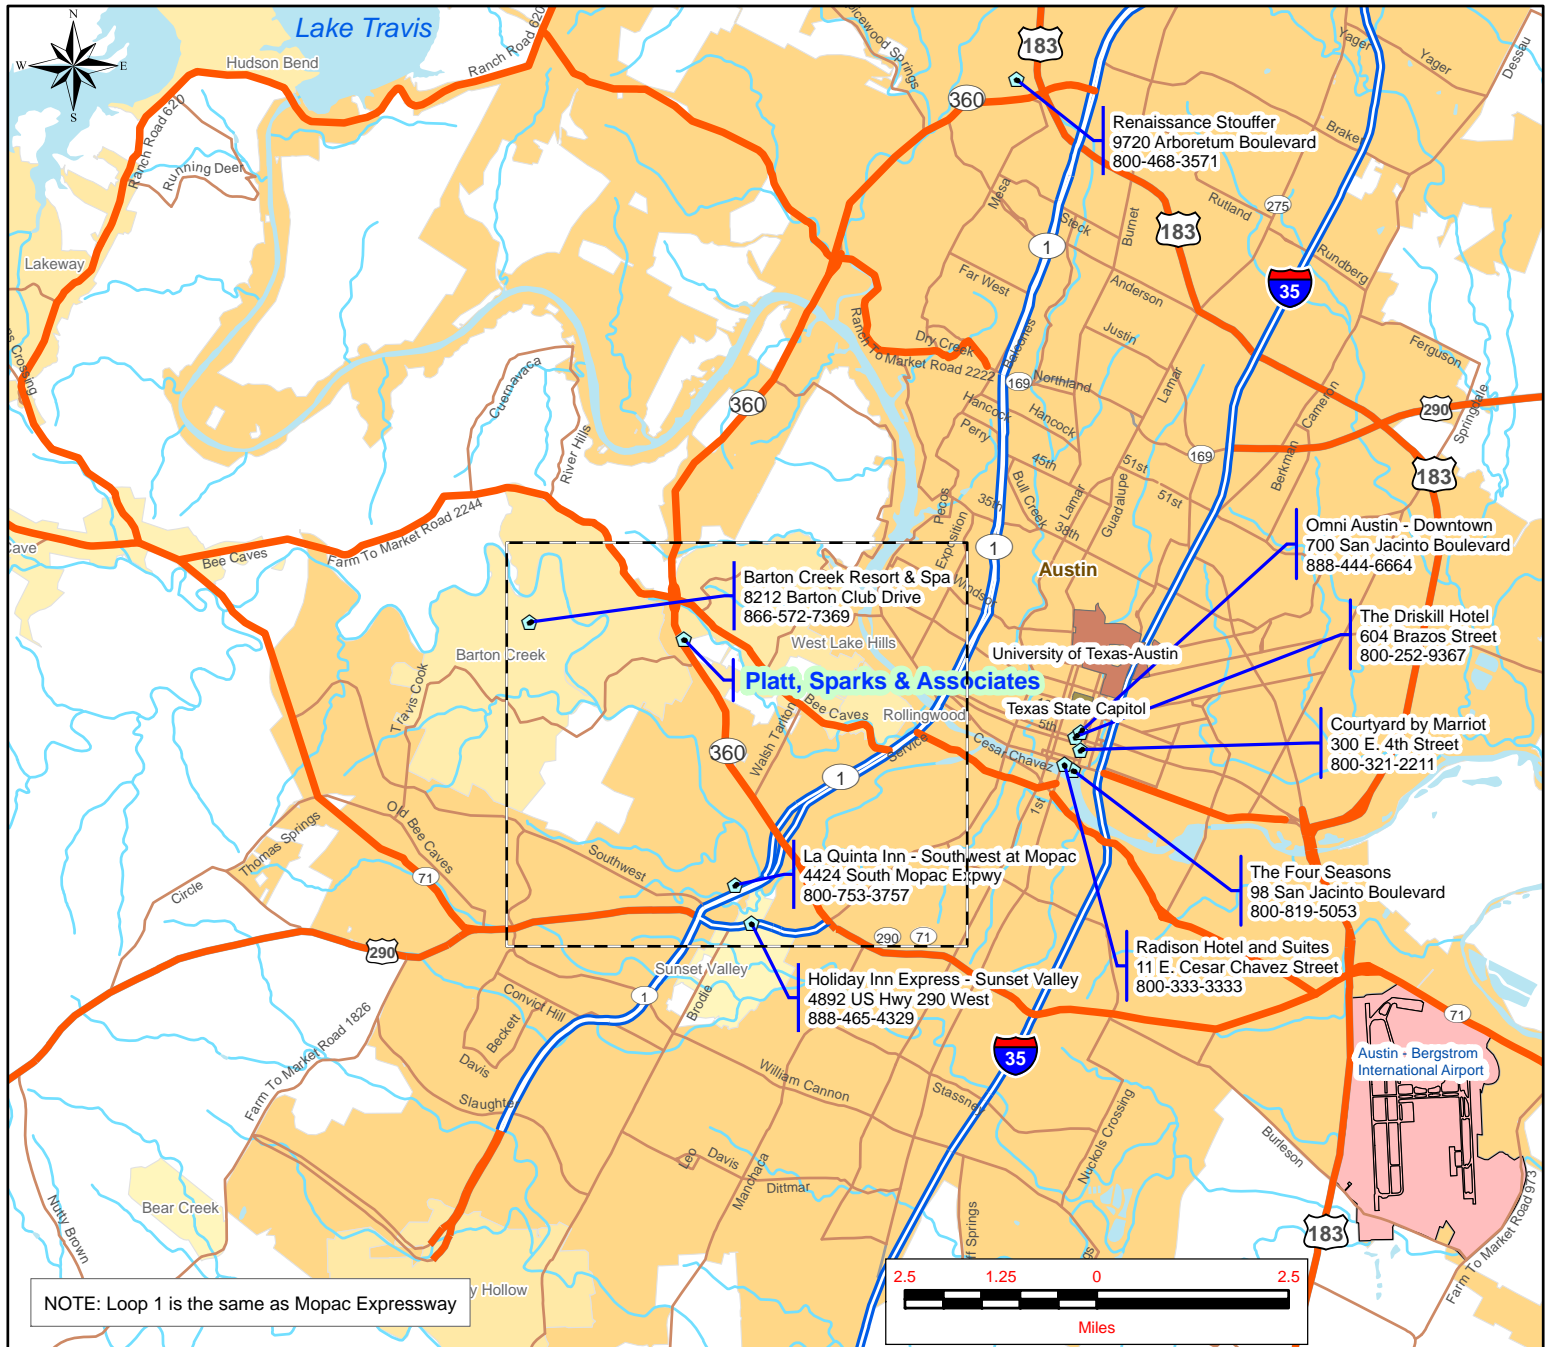 N
W
E
S
Lake Travis
Hudson Bend
Ranch Road 620
Ranch Road 620
Running Deer
Lakeway
183
360
Yager
Yager
Dessau
Renaissance Stouffer
9720 Arboretum Boulevard
800-468-3571
Braker
Mesa
Steck
Burnet
Rutland
275
183
1
Rundberg
35
Far West
Anderson
Justin
Dry Creek
Ranch To Market Road 2222
Balcones
169
Northland
Lamar
Ferguson
Cameron
290
Springdale
Cuernavaca
River Hills
360
Hancock
Hancock
Perry
45th
51st
51st
169
Berkman
183
Pecos
35th
Bull Creek
Lamar
Guadalupe
38th
Exposition
1
Windsor
Austin
Farm To Market Road 2244
Bee Caves
Omni Austin - Downtown
700 San Jacinto Boulevard
888-444-6664
Barton Creek Resort & Spa
8212 Barton Club Drive
866-572-7369
The Driskill Hotel
604 Brazos Street
800-252-9367
West Lake Hills
University of Texas-Austin
Barton Creek
Platt, Sparks & Associates
Travis Cook
Texas State Capitol
5th
Bee Caves
Rollingwood
Walsh Tarlton
360
Service
Cesar Chavez
Courtyard by Marriot
300 E. 4th Street
800-321-2211
1
1st
Old Bee Caves
Thomas Springs
Southwest
La Quinta Inn - Southwest at Mopac
4424 South Mopac Expwy
800-753-3757
The Four Seasons
98 San Jacinto Boulevard
800-819-5053
71
Circle
290
290
71
Radison Hotel and Suites
11 E. Cesar Chavez Street
800-333-3333
Sunset Valley
Holiday Inn Express - Sunset Valley
4892 US Hwy 290 West
888-465-4329
1
Brodie
Convict Hill
Beckett
Davis
Farm To Market Road 1826
Slaughte
35
William Cannon
Stassney
71
Austin - Bergstrom
International Airport
Nuckols Crossing
Burleson
Leo
Davis
Manchaca
Dittmar
Bear Creek
Nutty Brown
183
Farm To Market Road 973
ff Springs
y Hollow
NOTE: Loop 1 is the same as Mopac Expressway
2.5
1.25
0
2.5
Miles